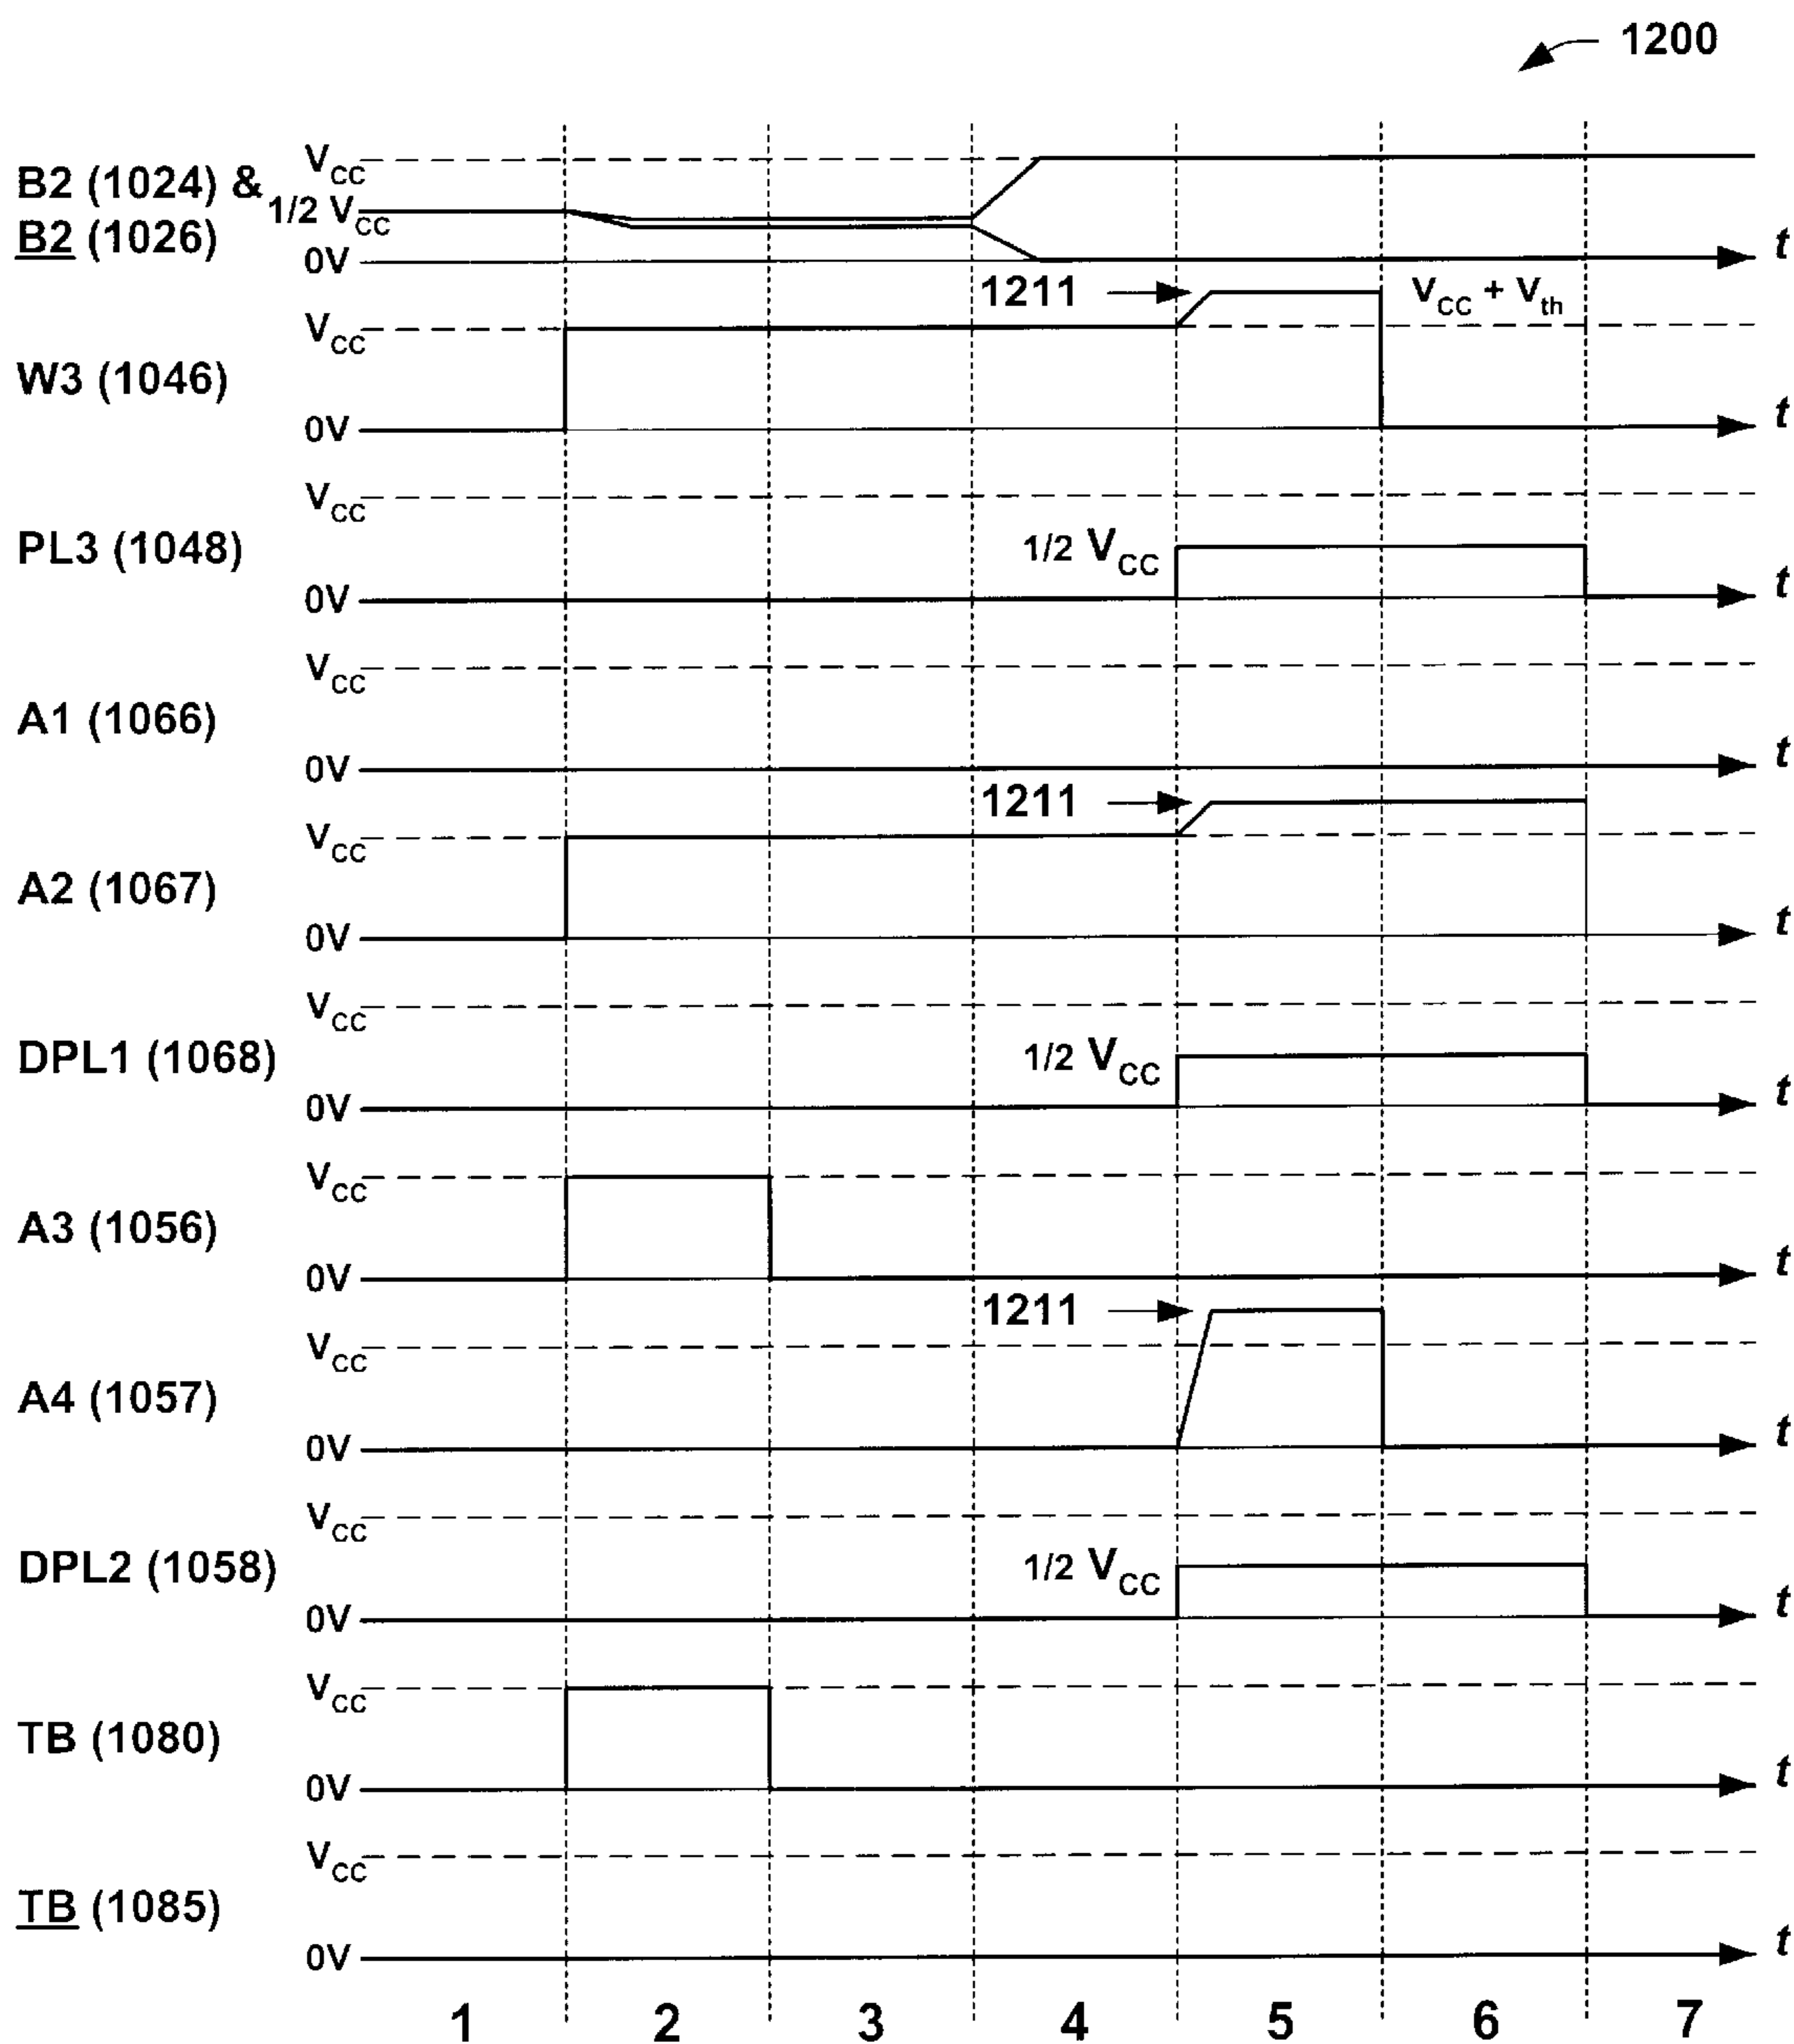 1200
B2 (1024) &
B2 (1026)
VCC
1/2 VCC
0V
t
W3 (1046)
1211
VCC + Vth
VCC
0V
t
PL3 (1048)
VCC
1/2 VCC
0V
t
A1 (1066)
VCC
0V
t
A2 (1067)
1211
VCC
0V
t
DPL1 (1068)
VCC
1/2 VCC
0V
t
A3 (1056)
VCC
0V
t
A4 (1057)
1211
VCC
0V
t
DPL2 (1058)
VCC
1/2 VCC
0V
t
TB (1080)
VCC
0V
t
TB (1085)
VCC
0V
t
1 2 3 4 5 6 7